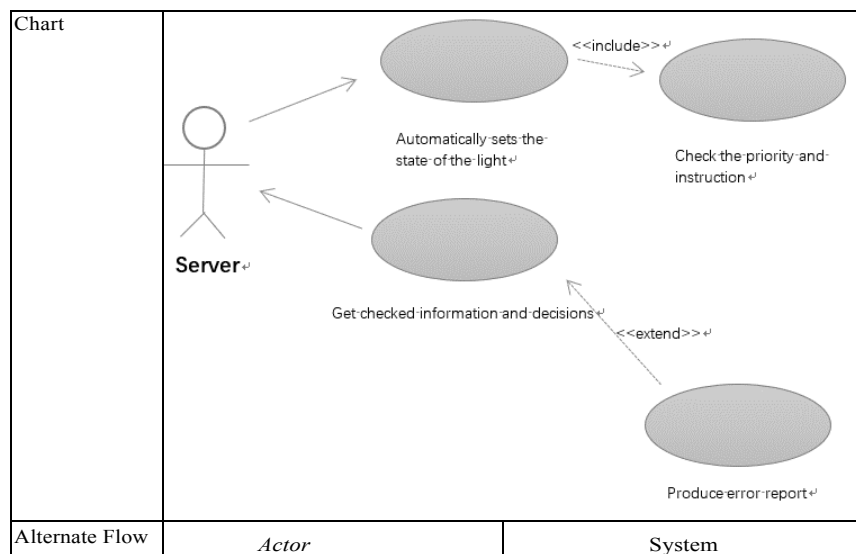 Chart
<<include>>
Automatically sets the
state of the light
Check the priority and
instruction
Server
Get checked information and decisions
<<extend>>
Produce error report
Alternate Flow
Actor
System